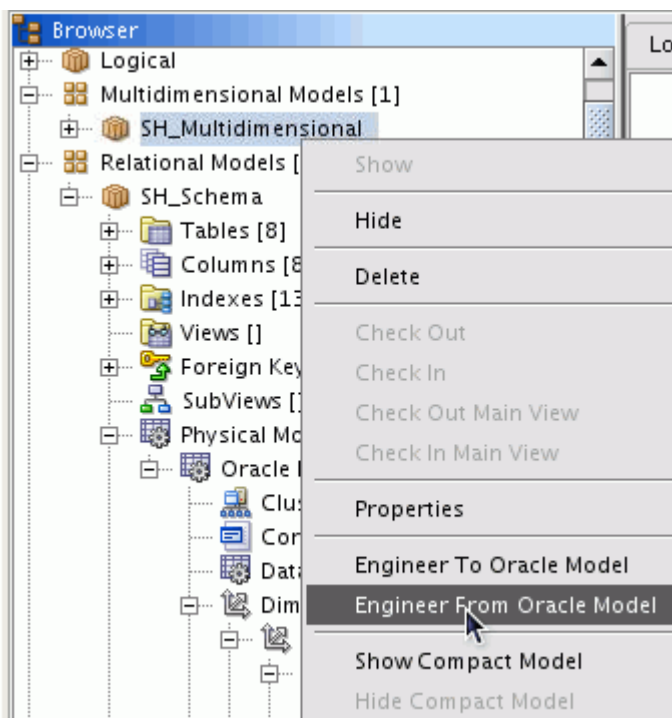 Browser
Lo
Logical
Multidimensional Models [1]
SH_Multidimensional
Relational Models [
SH_Schema
Tables [8]
Columns [8
Indexes [13
Views []
Foreign Key
SubViews []
Physical Mo
Oracle
Clus
Con
Data
Dim
Show
Hide
Delete
Check Out
Check In
Check Out Main View
Check In Main View
Properties
Engineer To Oracle Model
Engineer From Oracle Model
Show Compact Model
Hide Compact Model